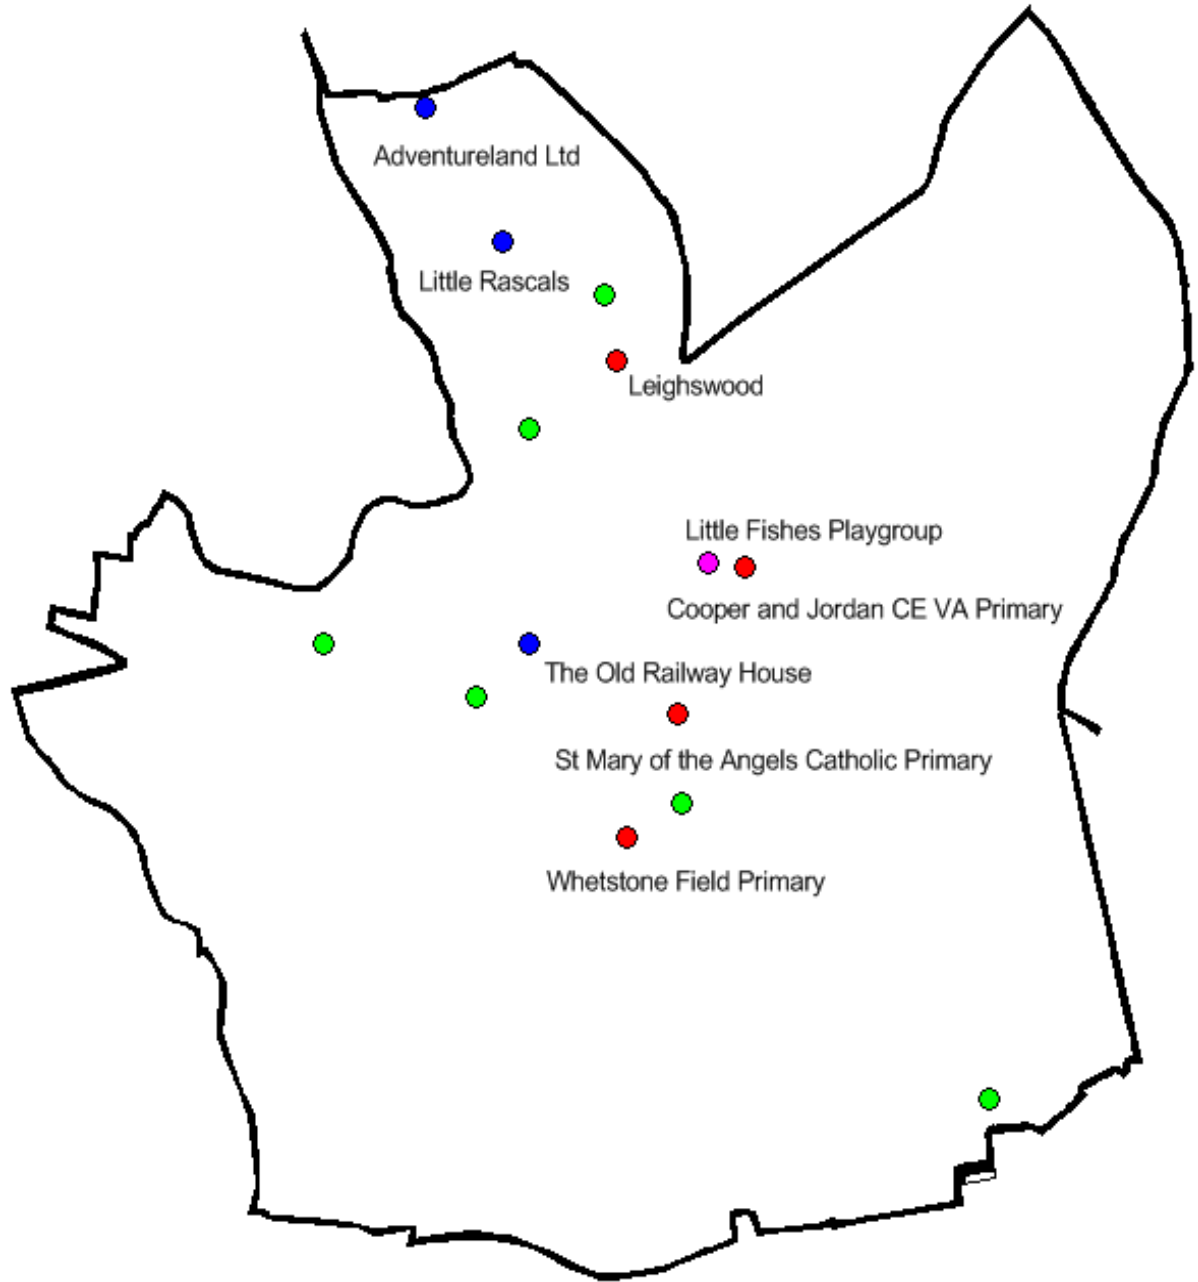 Adventureland Ltd
Little Rascals
Leighswood
Little Fishes Playgroup
Cooper and Jordan CE VA Primary
The Old Railway House
St Mary of the Angels Catholic Primary
Whetstone Field Primary